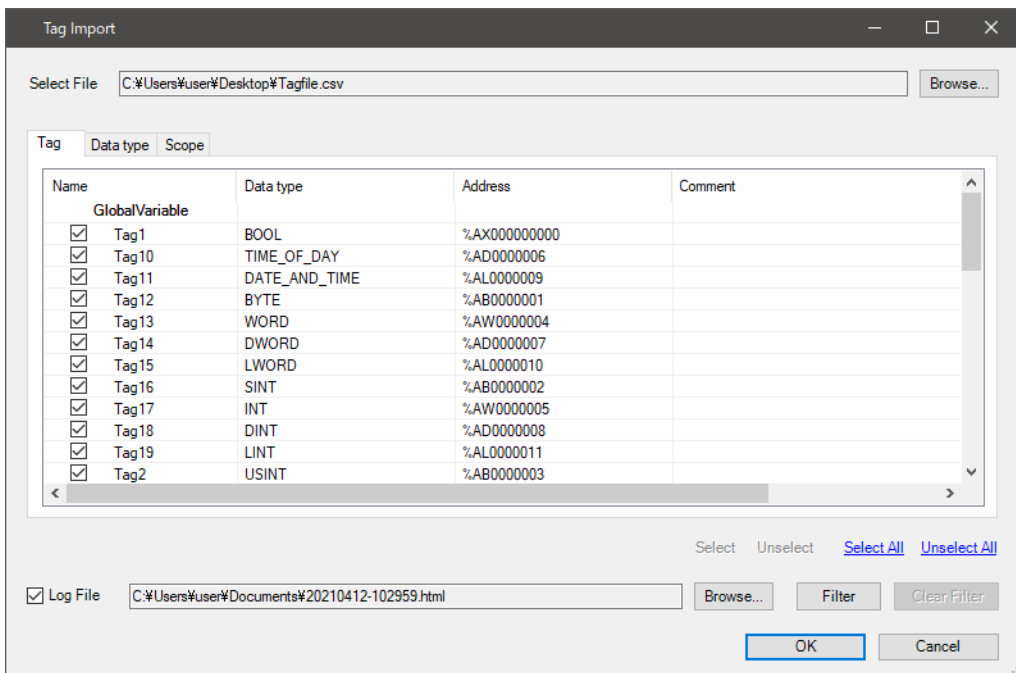 Tag Import
Select File C:¥Users¥user¥Desktop¥Tagfile.csv Browse...
Tag Data type Scope
Name Data type Address Comment
GlobalVariable
Tag1 BOOL %AX000000000
Tag10 TIME_OF_DAY %AD0000006
Tag11 DATE_AND_TIME %AL0000009
Tag12 BYTE %AB0000001
Tag13 WORD %AW0000004
Tag14 DWORD %AD0000007
Tag15 LWORD %AL0000010
Tag16 SINT %AB0000002
Tag17 INT %AW0000005
Tag18 DINT %AD0000008
Tag19 LINT %AL0000011
Tag2 USINT %AB0000003
Select Unselect Select All Unselect All
Log File C:¥Users¥user¥Documents¥20210412-102959.html Browse... Filter Clear Filter
OK Cancel